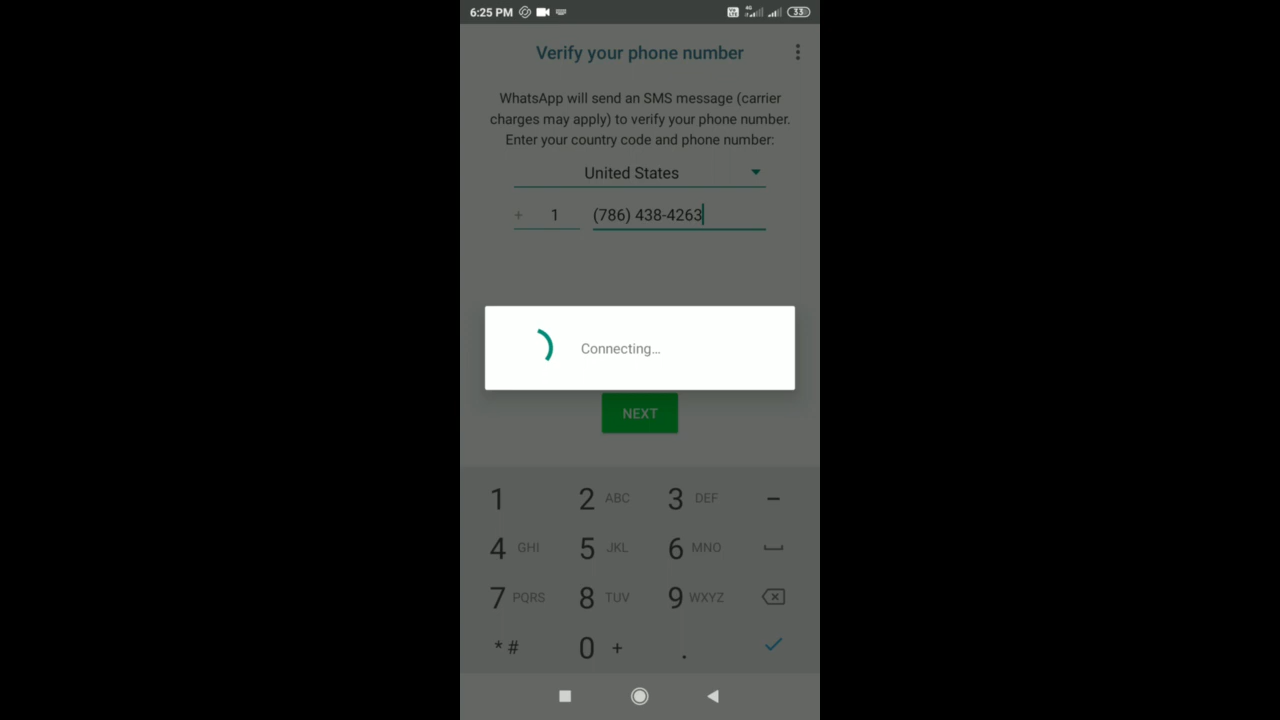 6:25 PM
4G
33
Verify your phone number
WhatsApp will send an SMS message (carrier
charges may apply) to verify your phone number.
Enter your country code and phone number:
United States
+ 1 (786) 438-4263
Connecting...
NEXT
1 2 ABC 3 DEF –
4 GHI 5 JKL 6 MNO
7 PQRS 8 TUV 9 WXYZ
* # 0 + .